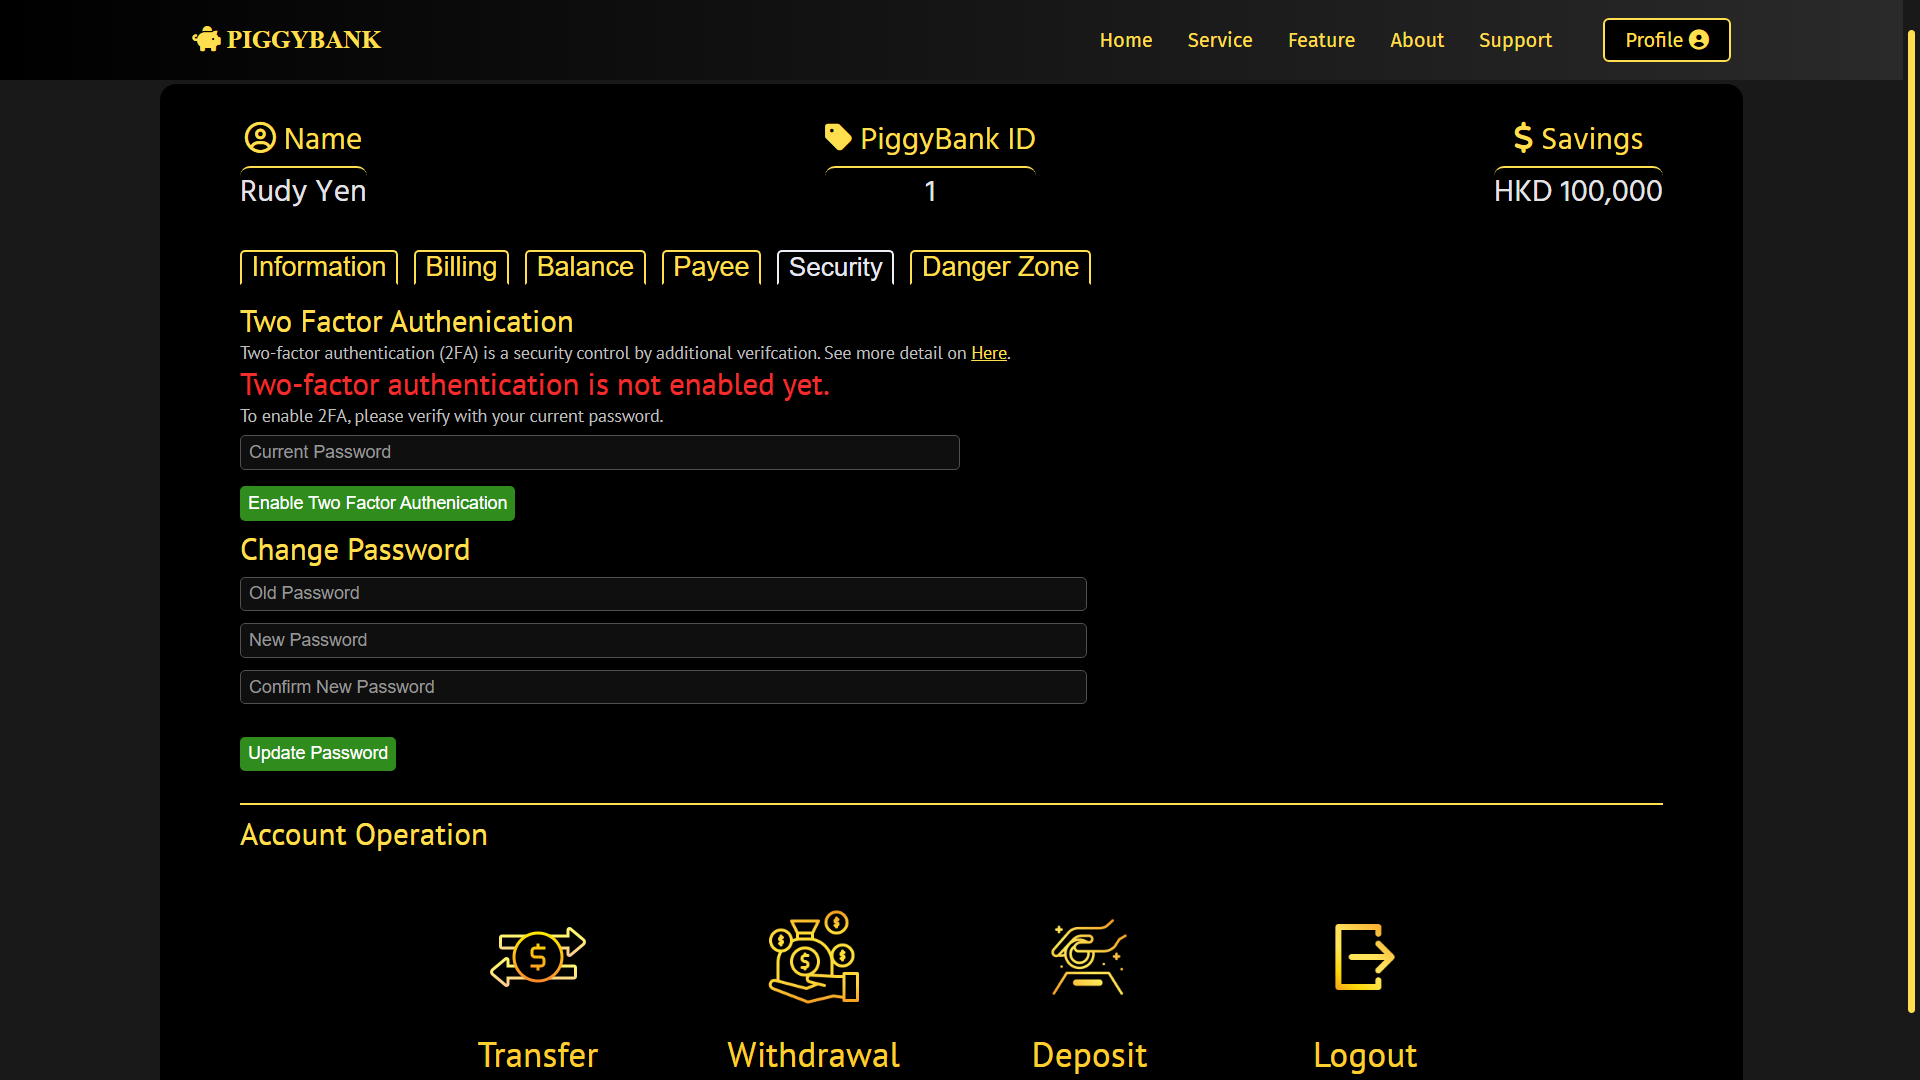 PIGGYBANK
Home Service Feature About Support Profile
Name PiggyBank ID $ Savings
Rudy Yen 1 HKD 100,000
Information Billing Balance Payee Security Danger Zone
Two Factor Authenication
Two-factor authentication (2FA) is a security control by additional verifcation. See more detail on Here.
Two-factor authentication is not enabled yet.
To enable 2FA, please verify with your current password.
Current Password
Enable Two Factor Authenication
Change Password
Old Password
New Password
Confirm New Password
Update Password
Account Operation
Transfer Withdrawal Deposit Logout